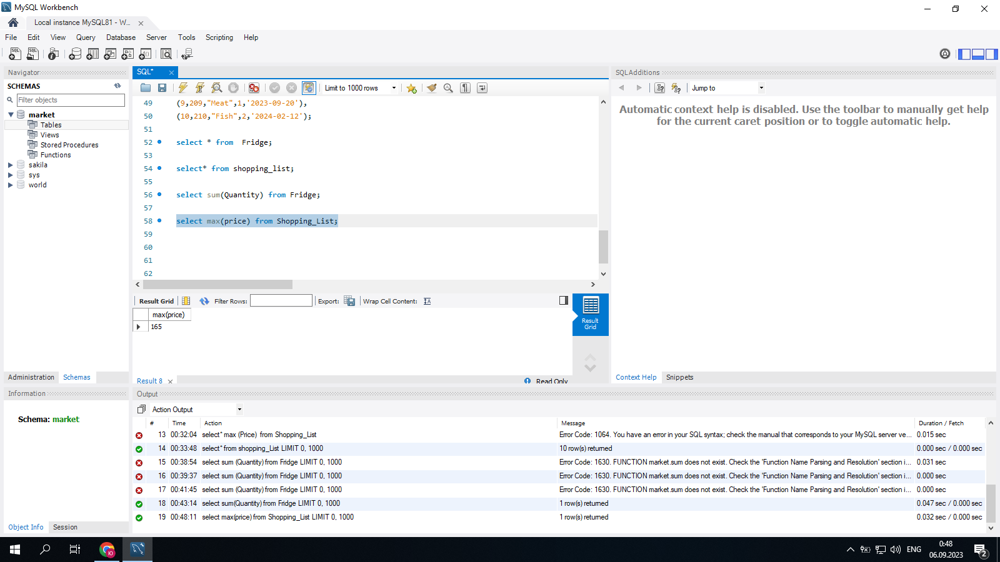 MySQL Workbench
Local instance MySQL81 - W...
File Edit View Query Database Server Tools Scripting Help
Navigator
SCHEMAS
Filter objects
market
Tables
Views
Stored Procedures
Functions
sakila
sys
world
Administration Schemas
Information
Schema: market
Object Info Session
SQL*
Limit to 1000 rows
49 (9,209,"Meat",1,'2023-09-20'),
50 (10,210,"Fish",2,'2024-02-12');
51
52 select * from  Fridge;
53
54 select* from shopping_list;
55
56 select sum(Quantity) from Fridge;
57
58 select max(price) from Shopping_List;
59
60
61
62
Result Grid Filter Rows: Export: Wrap Cell Content:
max(price)
165
Result Grid
Result 8 Read Only
SQLAdditions
Jump to
Automatic context help is disabled. Use the toolbar to manually get help
for the current caret position or to toggle automatic help.
Context Help Snippets
Output
Action Output
# Time Action Message Duration / Fetch
13 00:32:04 select* max (Price)  from Shopping_List Error Code: 1064. You have an error in your SQL syntax; check the manual that corresponds to your MySQL server ve... 0.015 sec
14 00:33:48 select* from shopping_List LIMIT 0, 1000 10 row(s) returned 0.000 sec / 0.000 sec
15 00:38:54 select sum (Quantity) from Fridge LIMIT 0, 1000 Error Code: 1630. FUNCTION market.sum does not exist. Check the 'Function Name Parsing and Resolution' section i... 0.031 sec
16 00:39:37 select sum (Quantity) from Fridge LIMIT 0, 1000 Error Code: 1630. FUNCTION market.sum does not exist. Check the 'Function Name Parsing and Resolution' section i... 0.000 sec
17 00:41:45 select sum (Quantity) from Fridge LIMIT 0, 1000 Error Code: 1630. FUNCTION market.sum does not exist. Check the 'Function Name Parsing and Resolution' section i... 0.000 sec
18 00:43:14 select sum(Quantity) from Fridge LIMIT 0, 1000 1 row(s) returned 0.047 sec / 0.000 sec
19 00:48:11 select max(price) from Shopping_List LIMIT 0, 1000 1 row(s) returned 0.032 sec / 0.000 sec
ENG
0:48
06.09.2023
2